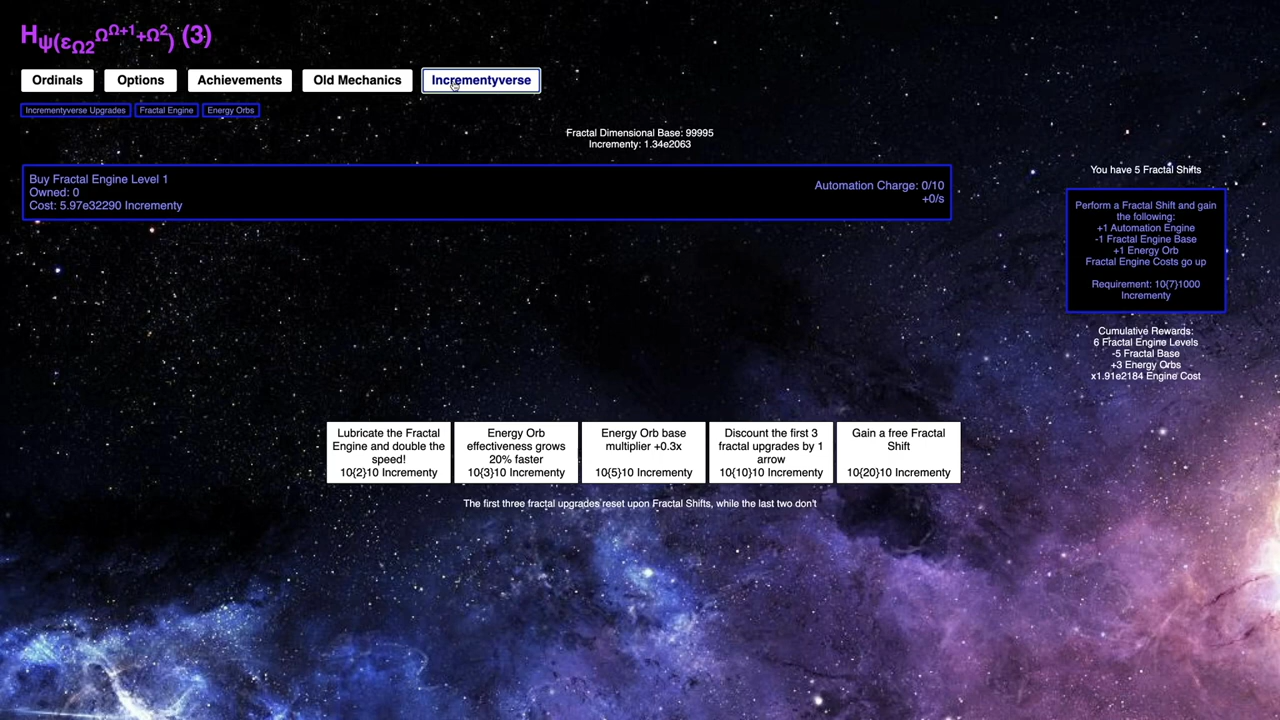 Hψ(εΩ2Ω^Ω+1+Ω^2) (3)
Ordinals
Options
Achievements
Old Mechanics
Incrementyverse
Incrementyverse Upgrades
Fractal Engine
Energy Orbs
Fractal Dimensional Base: 99995
Incrementy: 1.34e2063
Buy Fractal Engine Level 1
Owned: 0
Cost: 5.97e32290 Incrementy
Automation Charge: 0/10
+0/s
You have 5 Fractal Shifts
Perform a Fractal Shift and gain
the following:
+1 Automation Engine
-1 Fractal Engine Base
+1 Energy Orb
Fractal Engine Costs go up
Requirement: 10{7}1000
Incrementy
Cumulative Rewards:
6 Fractal Engine Levels
-5 Fractal Base
+3 Energy Orbs
x1.91e2184 Engine Cost
Lubricate the Fractal
Engine and double the
speed!
10{2}10 Incrementy
Energy Orb
effectiveness grows
20% faster
10{3}10 Incrementy
Energy Orb base
multiplier +0.3x
10{5}10 Incrementy
Discount the first 3
fractal upgrades by 1
arrow
10{10}10 Incrementy
Gain a free Fractal
Shift
10{20}10 Incrementy
The first three fractal upgrades reset upon Fractal Shifts, while the last two don't